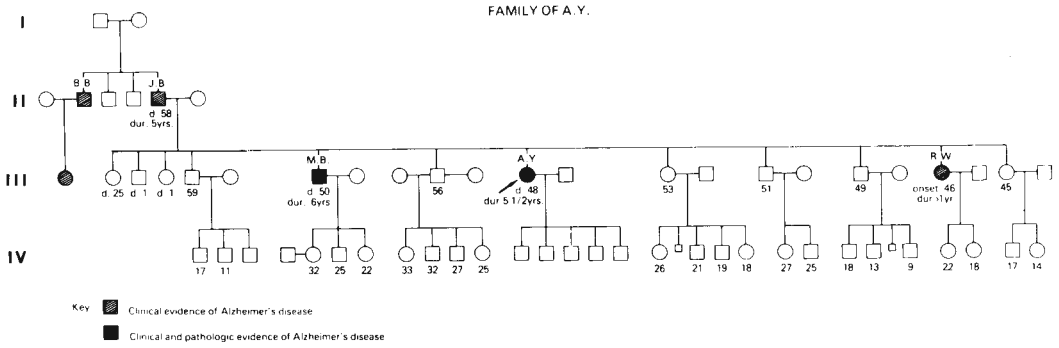 FAMILY OF A.Y.
I
B B J B
II
d 58
dur. 5yrs.
M.B. A.Y R W
III
d. 25 d 1 d 1 59 d 50 56 d 48 53 51 49 onset 46 45
dur. 6yrs dur 5 1/2yrs. dur >1yr
IV
17 11 32 25 22 33 32 27 25 26 21 19 18 27 25 18 13 9 22 18 17 14
Key Clinical evidence of Alzheimer's disease
Clinical and pathologic evidence of Alzheimer's disease